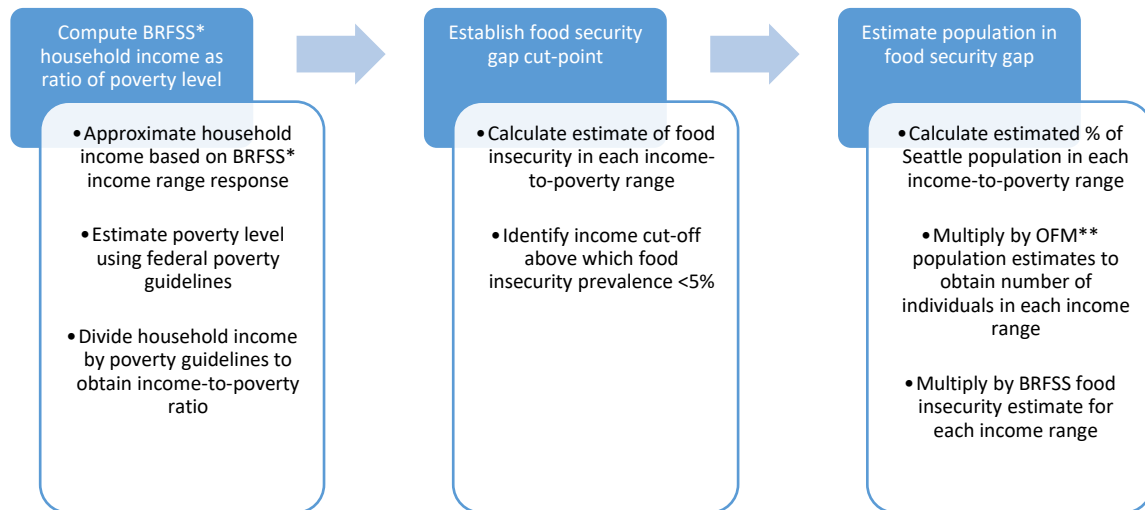 Compute BRFSS*
household income as
ratio of poverty level
•Approximate household
income based on BRFSS*
income range response
•Estimate poverty level
using federal poverty
guidelines
•Divide household income
by poverty guidelines to
obtain income-to-poverty
ratio
Establish food security
gap cut-point
•Calculate estimate of food
insecurity in each income-
to-poverty range
•Identify income cut-off
above which food
insecurity prevalence <5%
Estimate population in
food security gap
•Calculate estimated % of
Seattle population in each
income-to-poverty range
•Multiply by OFM**
population estimates to
obtain number of
individuals in each income
range
•Multiply by BRFSS food
insecurity estimate for
each income range